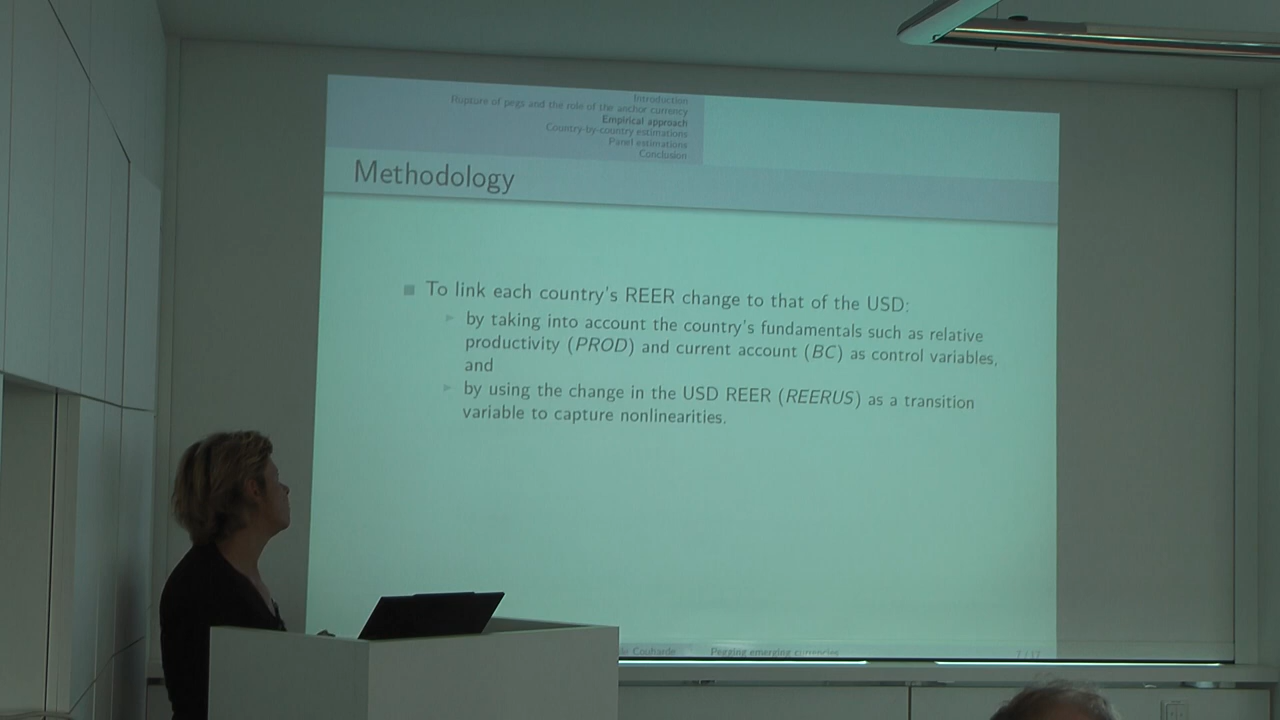 Introduction
Rupture of pegs and the role of the anchor currency
Empirical approach
Country-by-country estimations
Panel estimations
Conclusion
Methodology
To link each country's REER change to that of the USD:
by taking into account the country's fundamentals such as relative
productivity (PROD) and current account (BC) as control variables,
and
by using the change in the USD REER (REERUS) as a transition
variable to capture nonlinearities.
Couharde Pegging emerging currencies 7 / 17